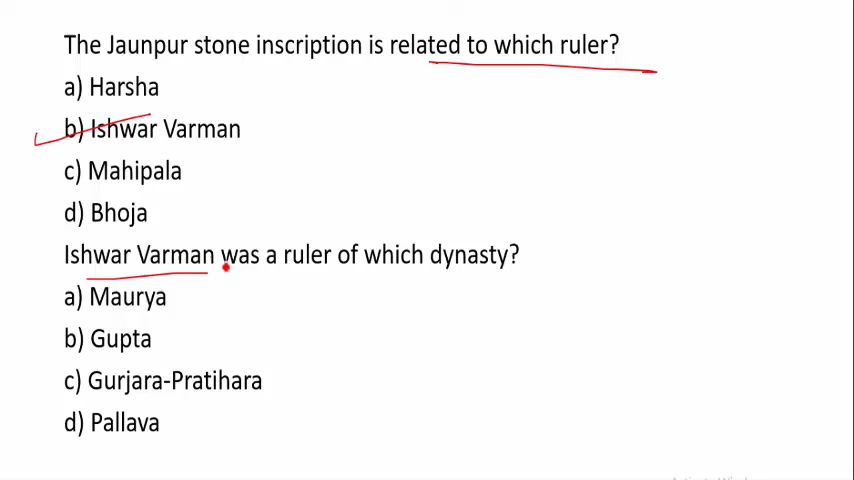 The Jaunpur stone inscription is related to which ruler?
a) Harsha
b) Ishwar Varman
c) Mahipala
d) Bhoja
Ishwar Varman was a ruler of which dynasty?
a) Maurya
b) Gupta
c) Gurjara-Pratihara
d) Pallava